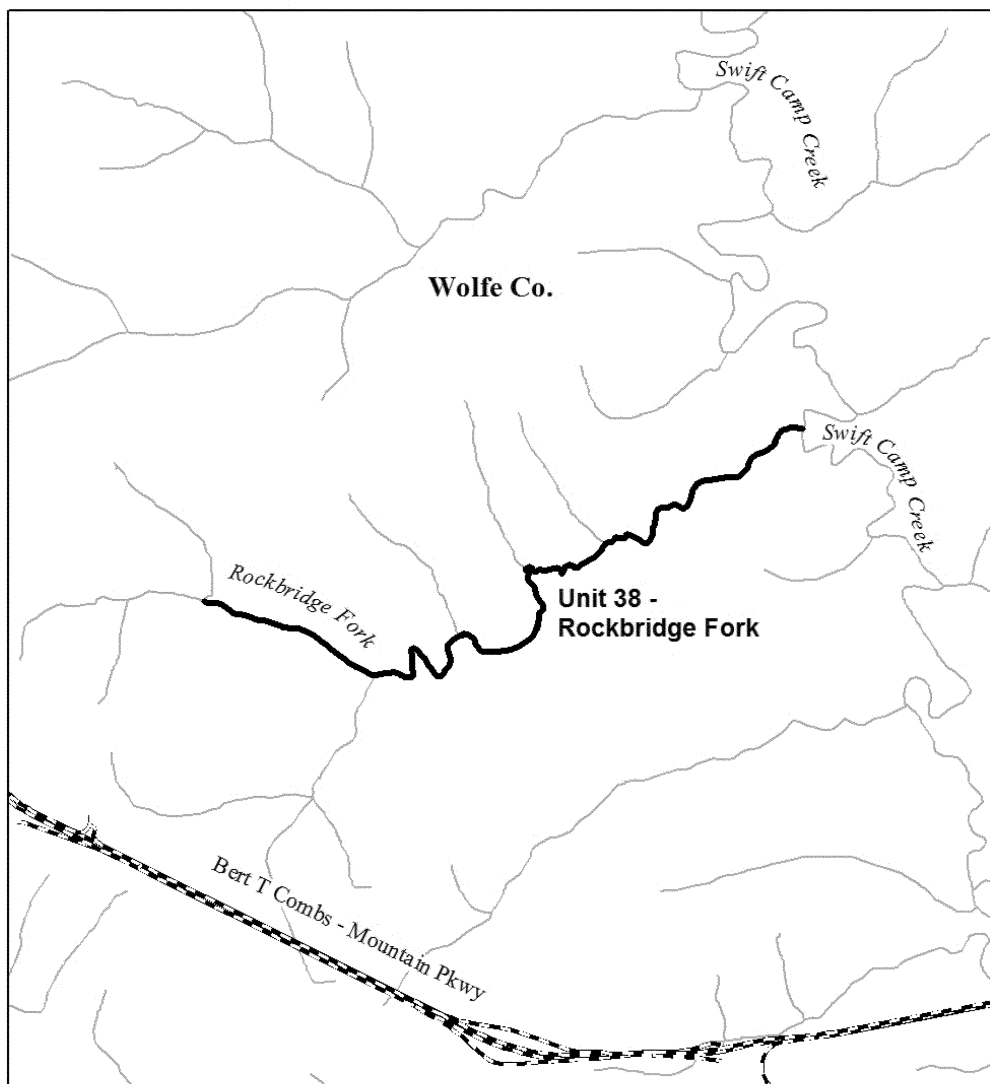 Swift Camp Creek
Wolfe Co.
Swift Camp Creek
Rockbridge Fork
Unit 38 -
Rockbridge Fork
Bert T Combs - Mountain Pkwy